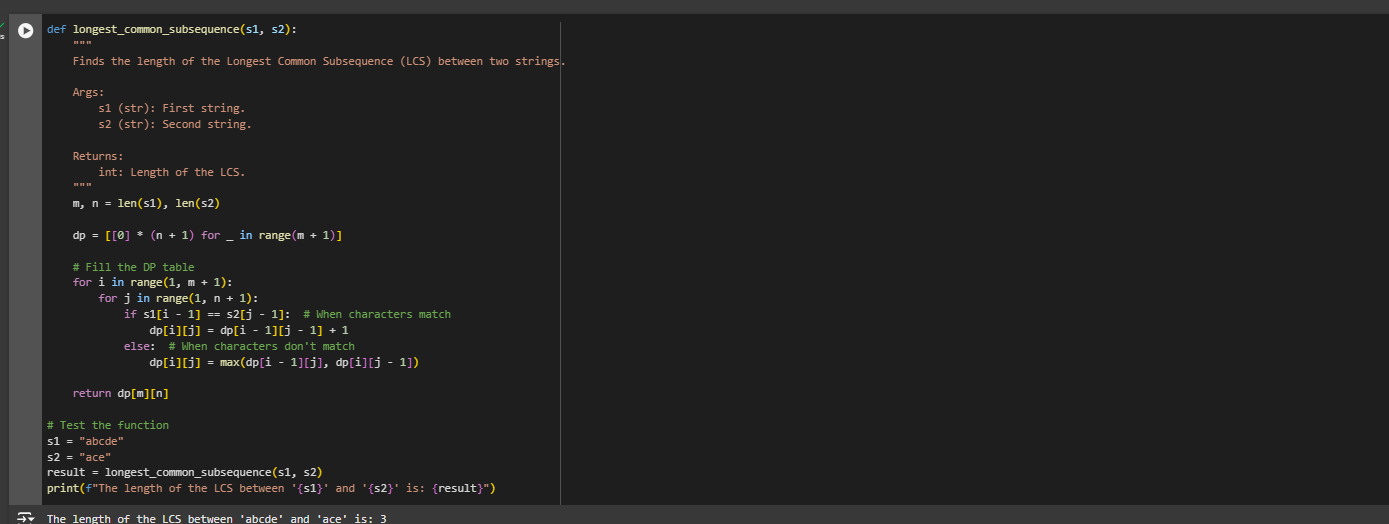 def longest_common_subsequence(s1, s2):
    """
    Finds the length of the Longest Common Subsequence (LCS) between two strings.

    Args:
        s1 (str): First string.
        s2 (str): Second string.

    Returns:
        int: Length of the LCS.
    """
    m, n = len(s1), len(s2)

    dp = [[0] * (n + 1) for _ in range(m + 1)]

    # Fill the DP table
    for i in range(1, m + 1):
        for j in range(1, n + 1):
            if s1[i - 1] == s2[j - 1]:  # When characters match
                dp[i][j] = dp[i - 1][j - 1] + 1
            else:  # When characters don't match
                dp[i][j] = max(dp[i - 1][j], dp[i][j - 1])

    return dp[m][n]

# Test the function
s1 = "abcde"
s2 = "ace"
result = longest_common_subsequence(s1, s2)
print(f"The length of the LCS between '{s1}' and '{s2}' is: {result}")
The length of the LCS between 'abcde' and 'ace' is: 3